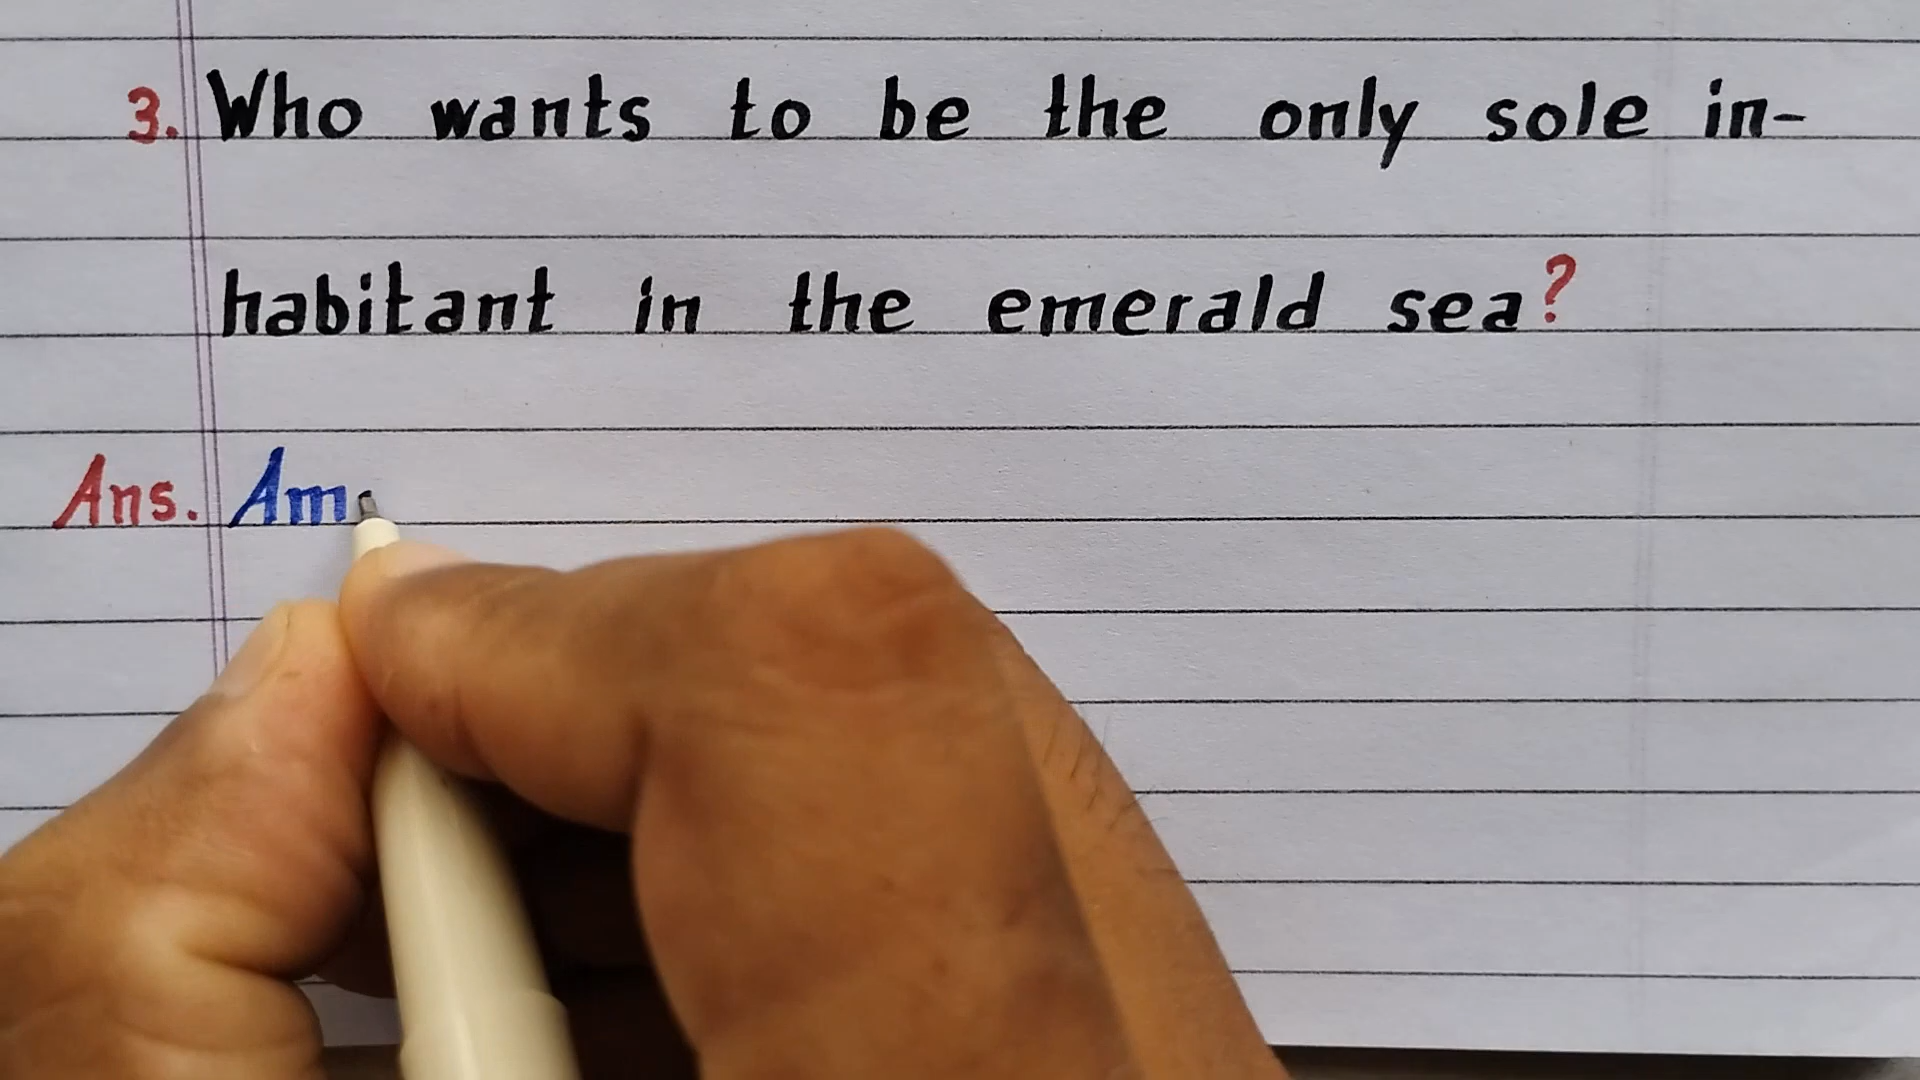 3. Who wants to be the only sole in-
habitant in the emerald sea?
Ans. Am